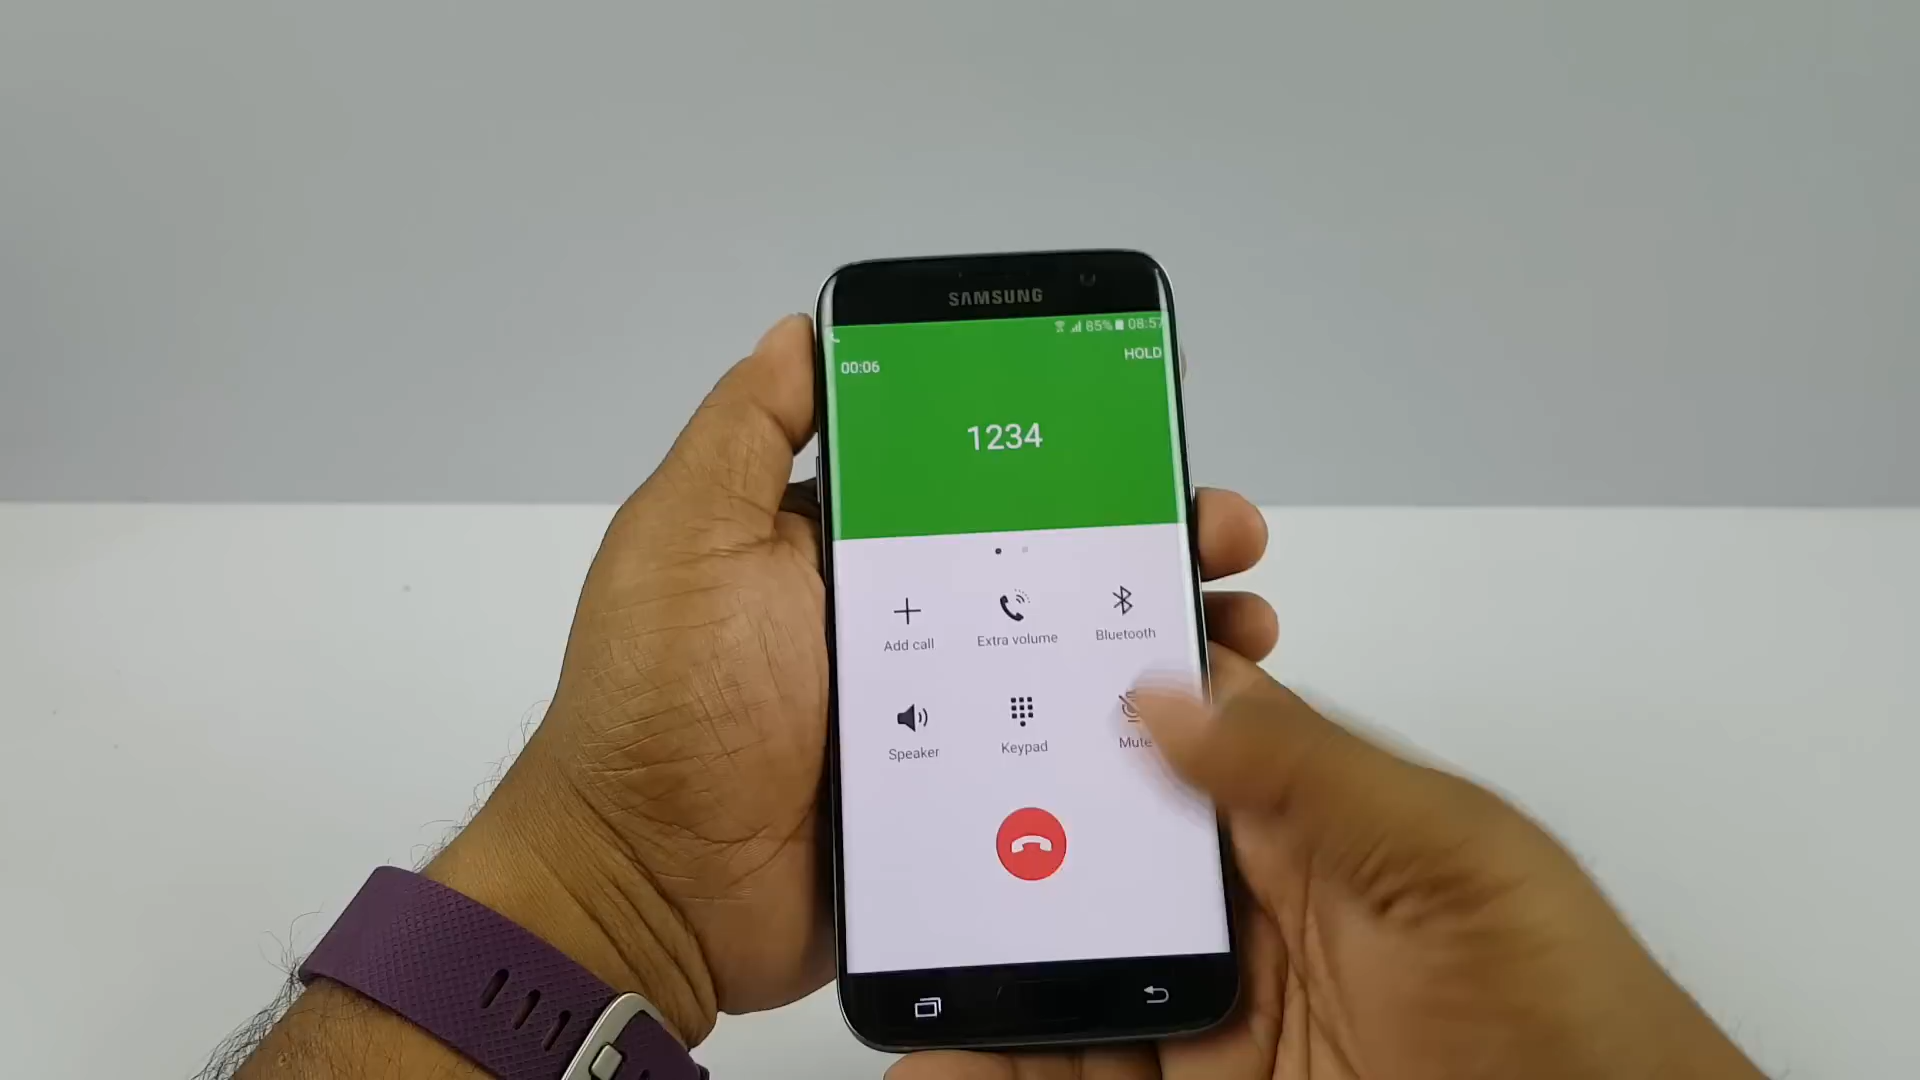 SAMSUNG
85% 08:57
HOLD
00:06
1234
Add call
Extra volume
Bluetooth
Speaker
Keypad
Mute